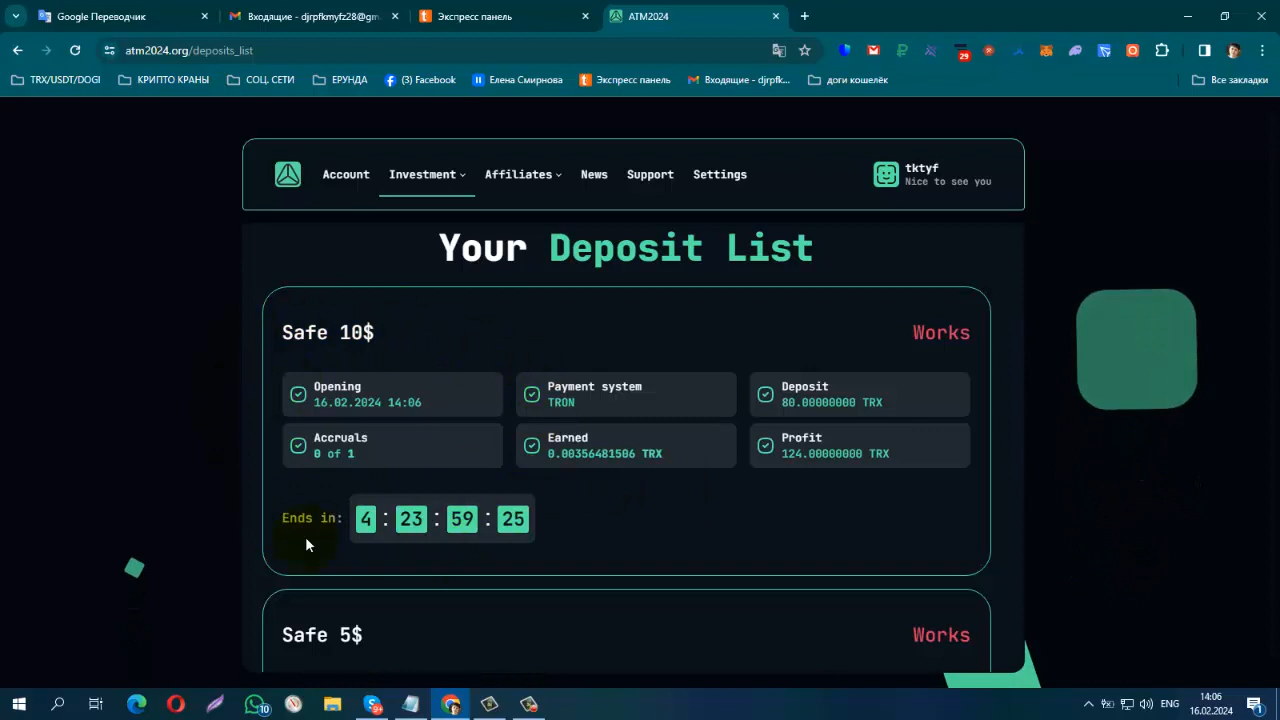 Google Переводчик
Входящие - djrpfkmyfz28@gm
Экспресс панель
ATM2024
atm2024.org/deposits_list
29
TRX/USDT/DOGI
КРИПТО КРАНЫ
СОЦ. СЕТИ
ЕРУНДА
(3) Facebook
Елена Смирнова
Экспресс панель
Входящие - djrpfk...
доги кошелёк
Все закладки
Account
Investment
Affiliates
News
Support
Settings
tktyf
Nice to see you
Your Deposit List
Safe 10$
Works
Opening
16.02.2024 14:06
Payment system
TRON
Deposit
80.00000000 TRX
Accruals
0 of 1
Earned
0.00356481506 TRX
Profit
124.00000000 TRX
Ends in: 4 : 23 : 59 : 25
Safe 5$
Works
10
9+
ENG
14:06
16.02.2024
1